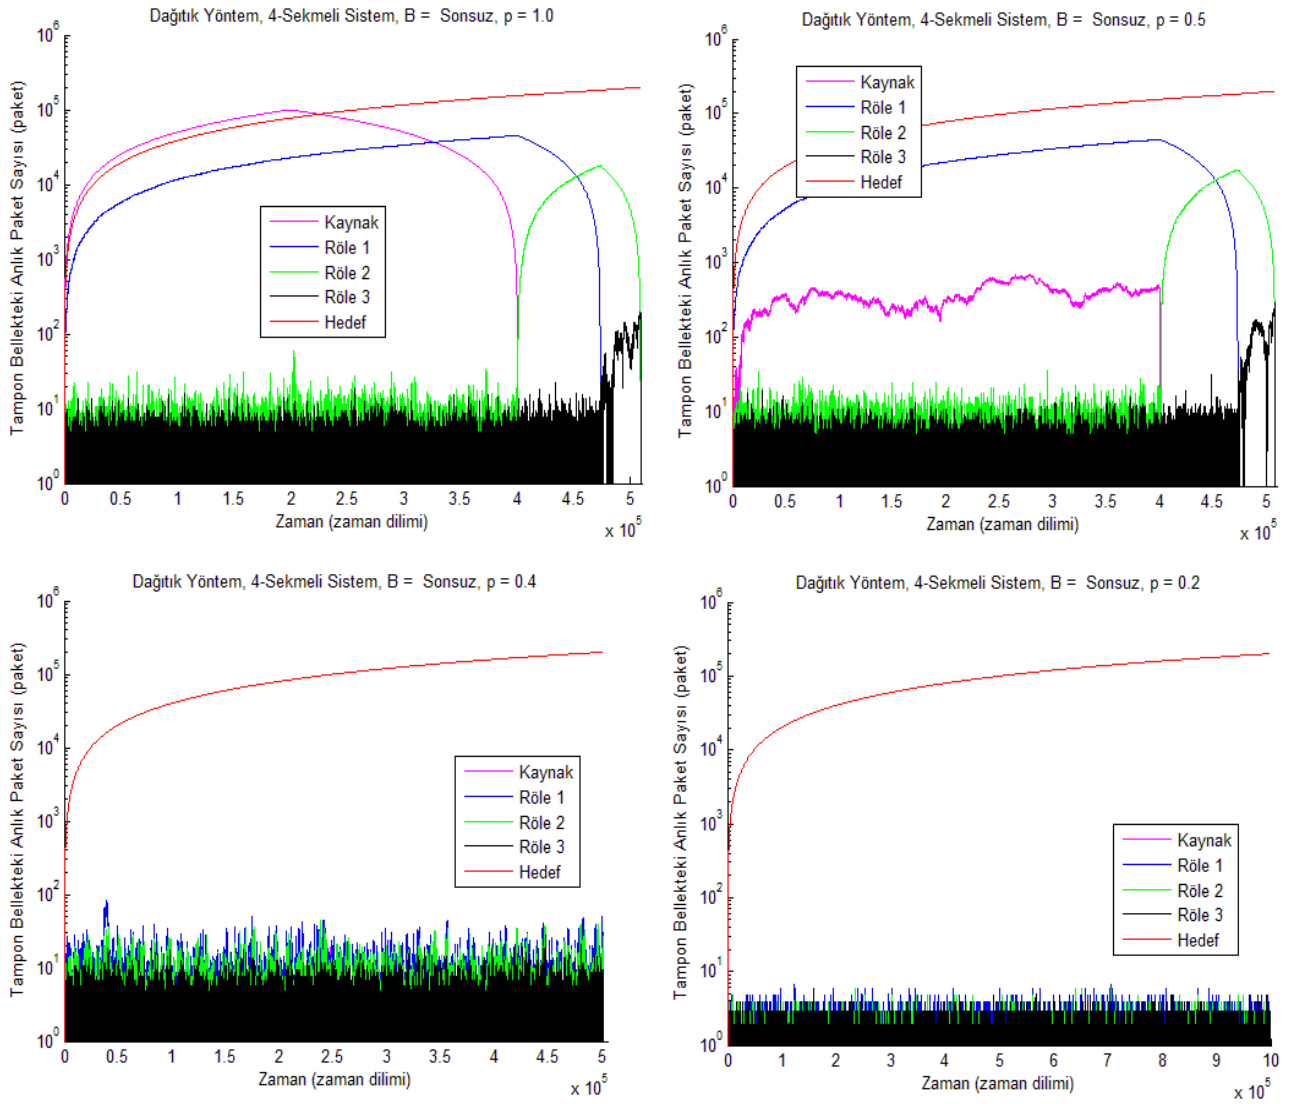 Dağıtık Yöntem, 4-Sekmeli Sistem, B = Sonsuz, p = 1.0
Tampon Bellekteki Anlık Paket Sayısı (paket)
10^6
10^5
10^4
10^3
10^2
10^1
10^0
Kaynak
Röle 1
Röle 2
Röle 3
Hedef
0 0.5 1 1.5 2 2.5 3 3.5 4 4.5 5
Zaman (zaman dilimi)
x 10^5
Dağıtık Yöntem, 4-Sekmeli Sistem, B = Sonsuz, p = 0.5
Tampon Bellekteki Anlık Paket Sayısı (paket)
10^6
10^5
10^4
10^3
10^2
10^1
10^0
Kaynak
Röle 1
Röle 2
Röle 3
Hedef
0 0.5 1 1.5 2 2.5 3 3.5 4 4.5 5
Zaman (zaman dilimi)
x 10^5
Dağıtık Yöntem, 4-Sekmeli Sistem, B = Sonsuz, p = 0.4
Tampon Bellekteki Anlık Paket Sayısı (paket)
10^6
10^5
10^4
10^3
10^2
10^1
10^0
Kaynak
Röle 1
Röle 2
Röle 3
Hedef
0 0.5 1 1.5 2 2.5 3 3.5 4 4.5 5
Zaman (zaman dilimi)
x 10^5
Dağıtık Yöntem, 4-Sekmeli Sistem, B = Sonsuz, p = 0.2
Tampon Bellekteki Anlık Paket Sayısı (paket)
10^6
10^5
10^4
10^3
10^2
10^1
10^0
Kaynak
Röle 1
Röle 2
Röle 3
Hedef
0 1 2 3 4 5 6 7 8 9 10
Zaman (zaman dilimi)
x 10^5